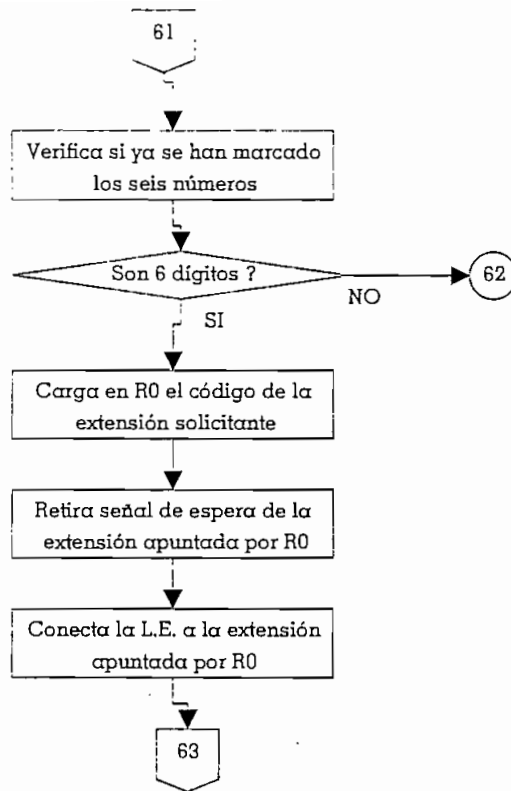 61
Verifica si ya se han marcado
los seis números
Son 6 dígitos ?
62
NO
SI
Carga en R0 el código de la
extensión solicitante
Retira señal de espera de la
extensión apuntada por R0
Conecta la L.E. a la extensión
apuntada por R0
63